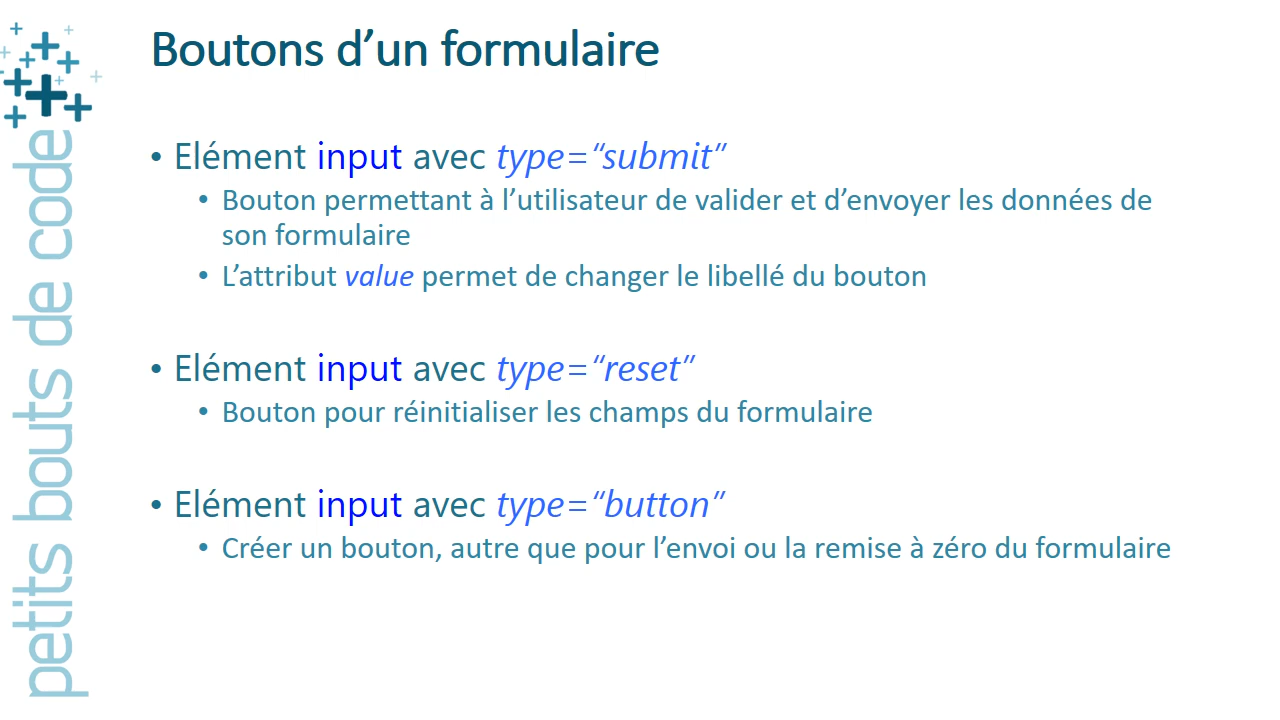 Boutons d’un formulaire
• Elément input avec type=“submit”
• Bouton permettant à l’utilisateur de valider et d’envoyer les données de
son formulaire
• L’attribut value permet de changer le libellé du bouton
• Elément input avec type=“reset”
• Bouton pour réinitialiser les champs du formulaire
• Elément input avec type=“button”
• Créer un bouton, autre que pour l’envoi ou la remise à zéro du formulaire
petits bouts de code